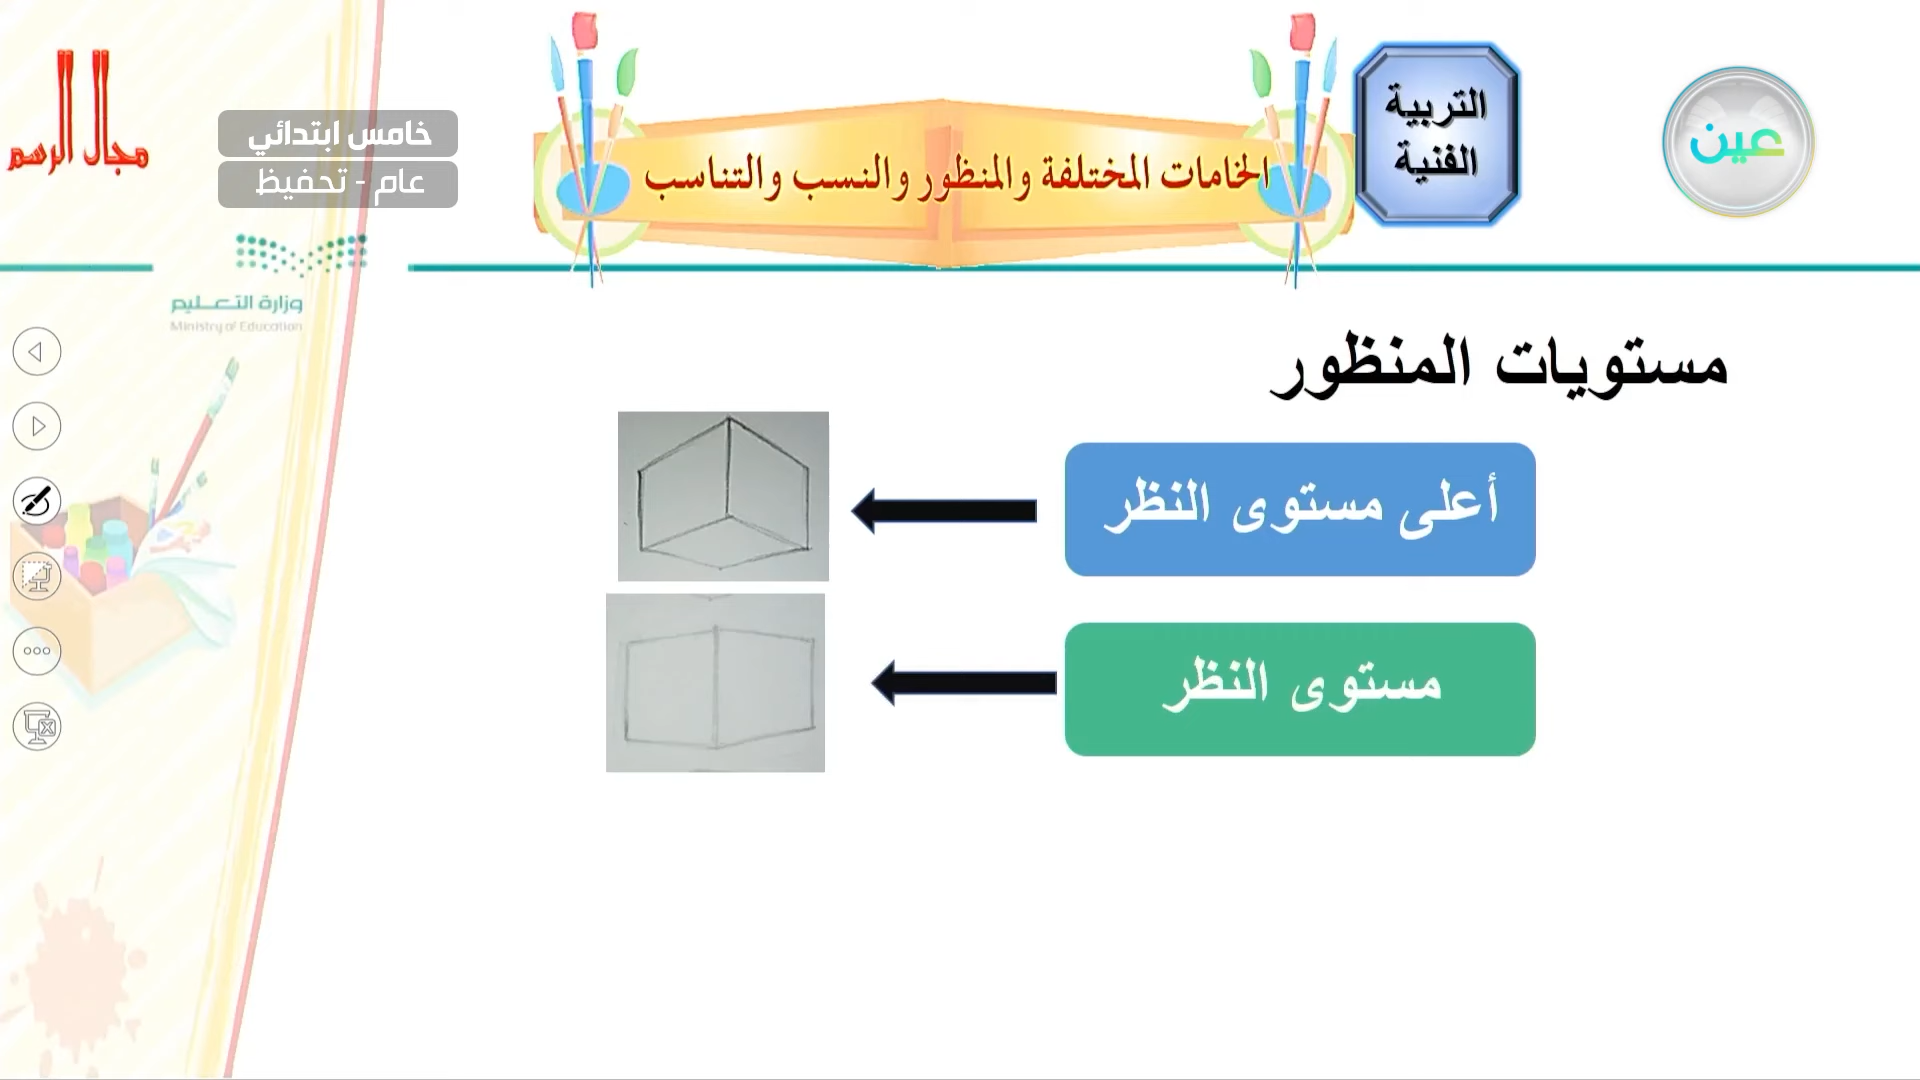 عين
التربية
الفنية
الخامات المختلفة والمنظور والنسب والتناسب
خامس ابتدائي
عام - تحفيظ
مجال الرسم
وزارة التعليم
Ministry of Education
مستويات المنظور
أعلى مستوى النظر
مستوى النظر